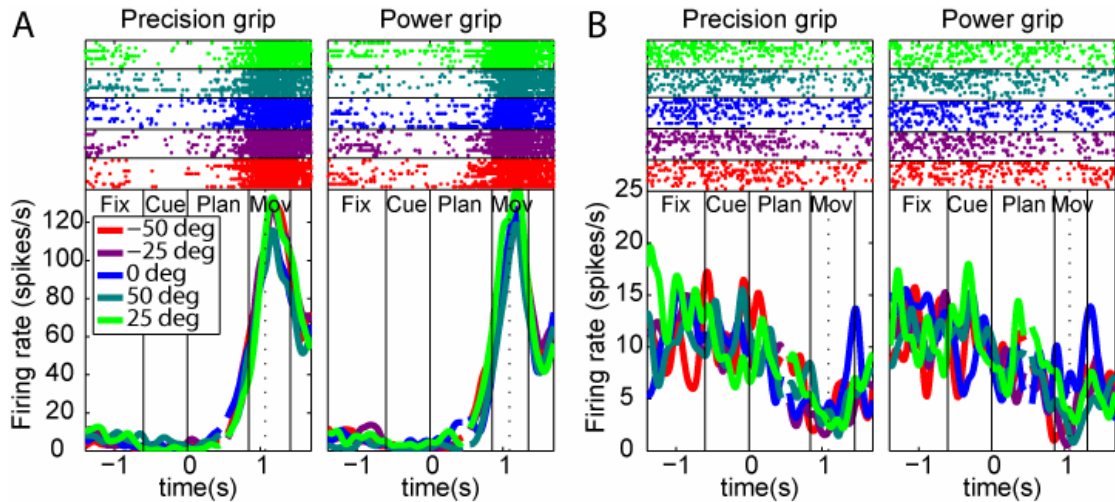 A
Precision grip
Power grip
B
Precision grip
Power grip
Fix Cue Plan Mov
Fix Cue Plan Mov
Fix Cue Plan Mov
Fix Cue Plan Mov
Firing rate (spikes/s)
120
100
80
60
40
20
0
−50 deg
−25 deg
0 deg
50 deg
25 deg
Firing rate (spikes/s)
25
20
15
10
5
0
−1 0 1
−1 0 1
−1 0 1
−1 0 1
time(s)
time(s)
time(s)
time(s)